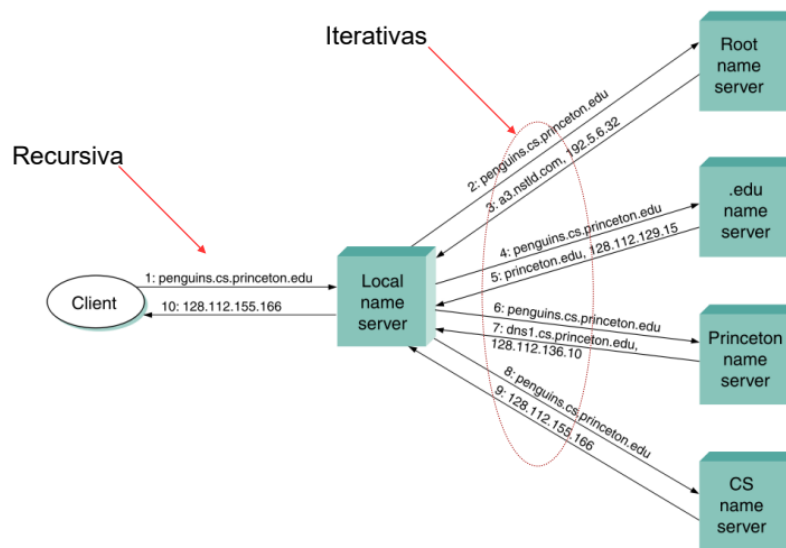 Iterativas
Recursiva
Root
name
server
2: penguins.cs.princeton.edu
3: a3.nstld.com, 192.5.6.32
.edu
name
server
4: penguins.cs.princeton.edu
5: princeton.edu, 128.112.129.15
1: penguins.cs.princeton.edu
Client
10: 128.112.155.166
Local
name
server
6: penguins.cs.princeton.edu
7: dns1.cs.princeton.edu,
128.112.136.10
Princeton
name
server
8: penguins.cs.princeton.edu
9: 128.112.155.166
CS
name
server